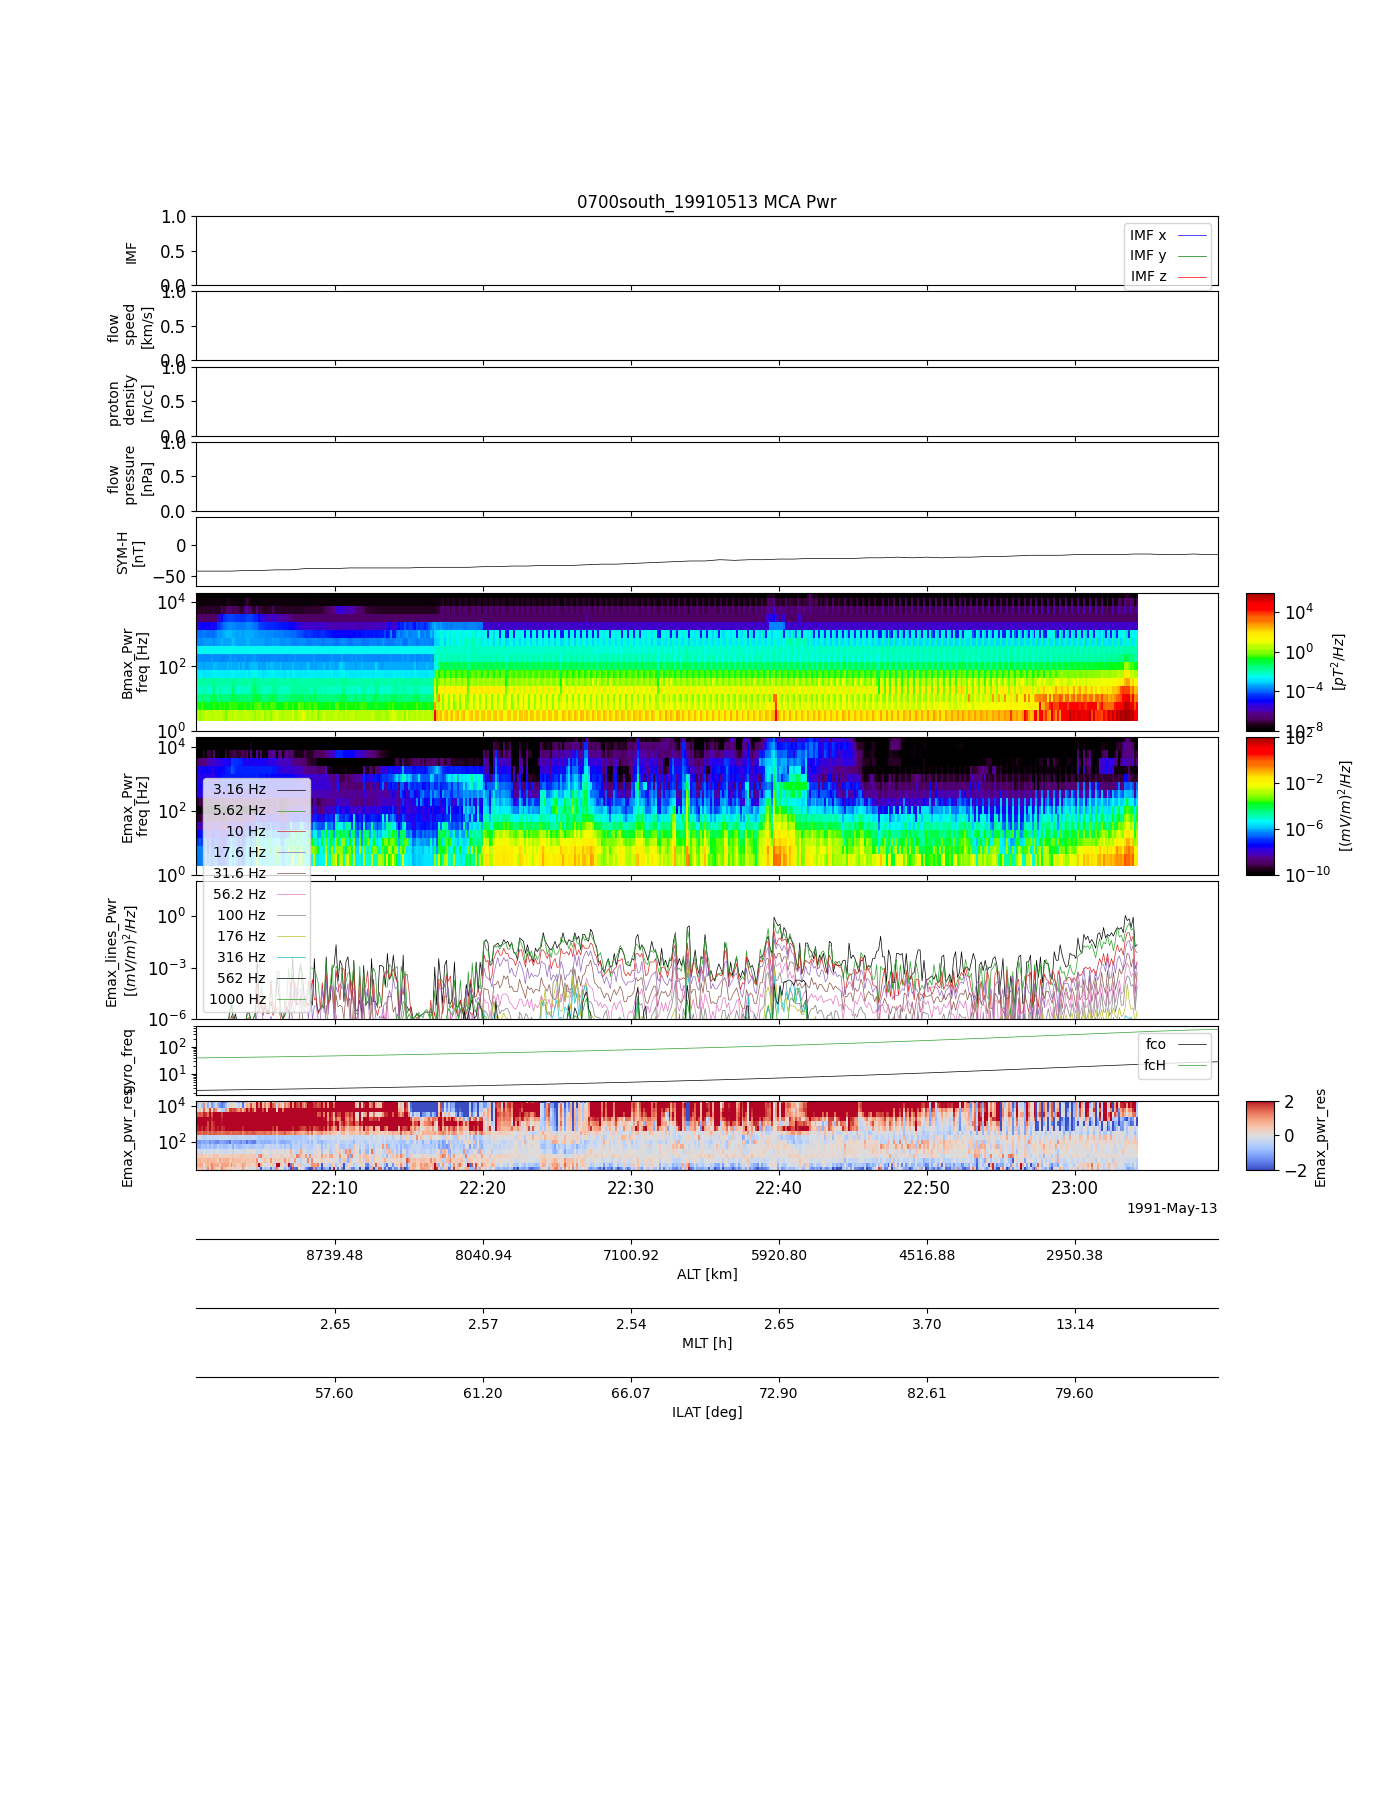 0700south_19910513 MCA Pwr
1.0
0.5
0.0
IMF
IMF x
IMF y
IMF z
1.0
0.5
0.0
flow
speed
[km/s]
1.0
0.5
0.0
proton
density
[n/cc]
1.0
0.5
0.0
flow
pressure
[nPa]
0
−50
SYM-H
[nT]
10^4
10^2
10^0
Bmax_Pwr
freq [Hz]
10^4
10^0
10^-4
10^-8
[pT^2/Hz]
10^4
10^2
10^0
Emax_Pwr
freq [Hz]
10^2
10^-2
10^-6
10^-10
[(mV/m)^2/Hz]
3.16 Hz
5.62 Hz
10 Hz
17.6 Hz
31.6 Hz
56.2 Hz
100 Hz
176 Hz
316 Hz
562 Hz
1000 Hz
10^0
10^-3
10^-6
Emax_lines_Pwr
[(mV/m)^2/Hz]
10^2
10^1
gyro_freq
fco
fcH
10^4
10^2
Emax_pwr_res
2
0
−2
Emax_pwr_res
22:10 22:20 22:30 22:40 22:50 23:00
1991-May-13
8739.48 8040.94 7100.92 5920.80 4516.88 2950.38
ALT [km]
2.65 2.57 2.54 2.65 3.70 13.14
MLT [h]
57.60 61.20 66.07 72.90 82.61 79.60
ILAT [deg]